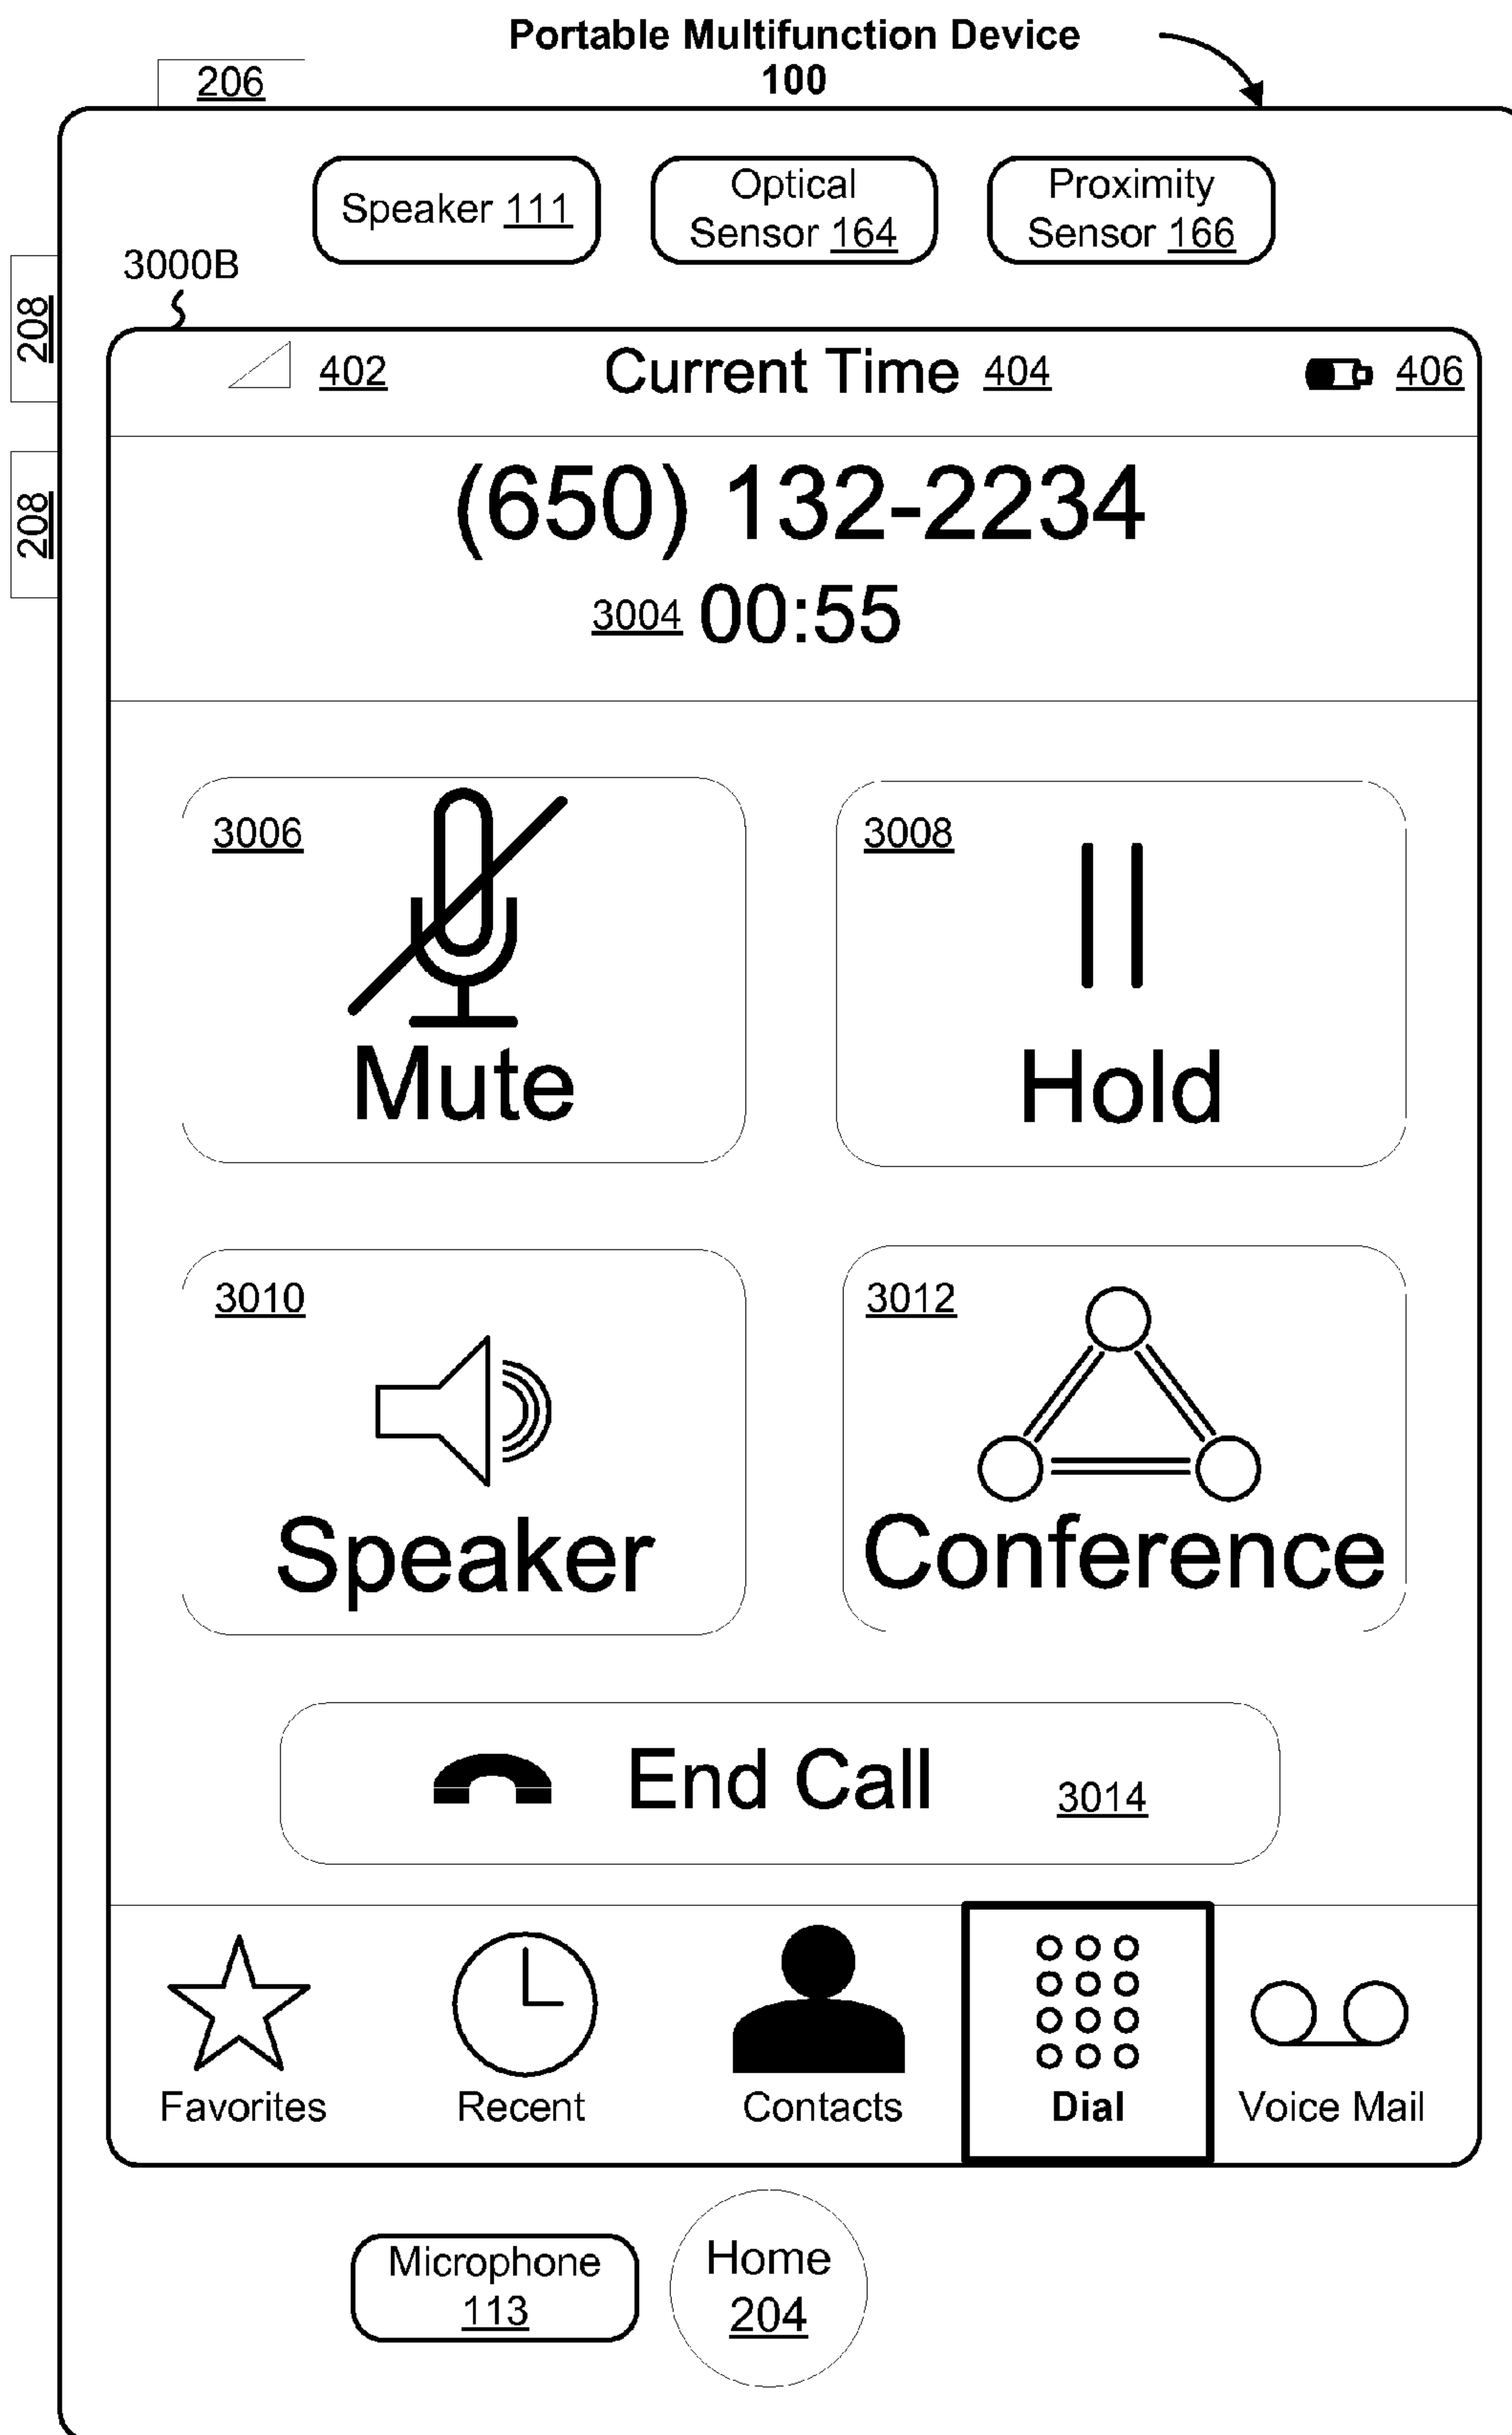 Portable Multifunction Device
100
206
Speaker 111
Optical
Sensor 164
Proximity
Sensor 166
3000B
208
208
402
Current Time 404
406
(650) 132-2234
3004 00:55
3006
Mute
3008
Hold
3010
Speaker
3012
Conference
End Call 3014
Favorites
Recent
Contacts
Dial
Voice Mail
Microphone
113
Home
204